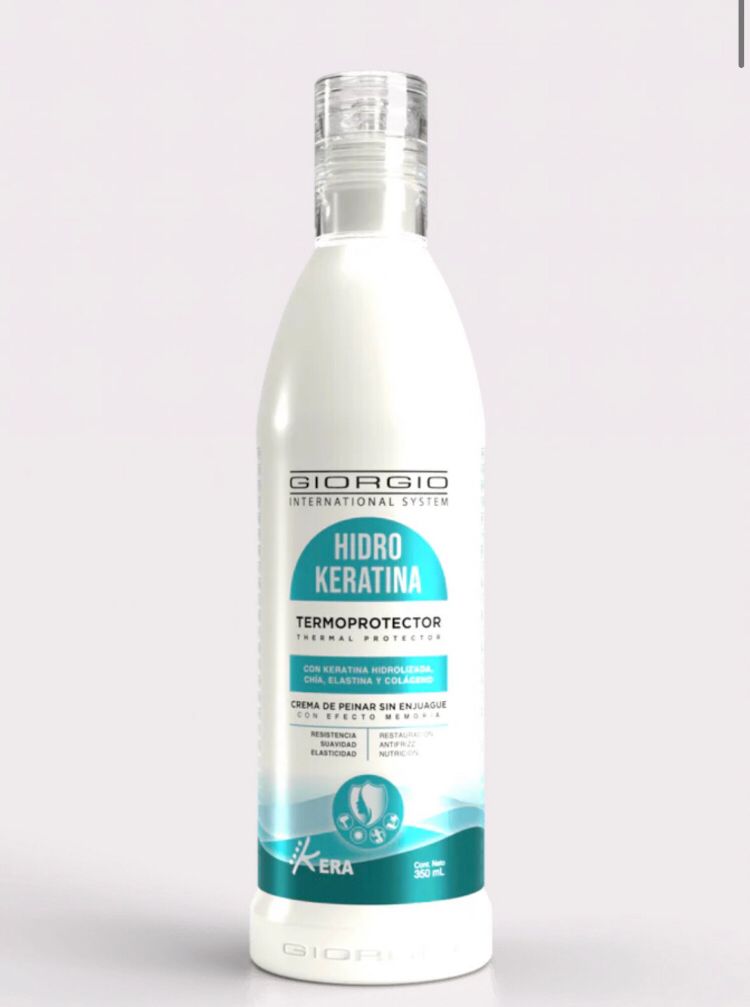 GIORGIO
INTERNATIONAL SYSTEM
HIDRO
KERATINA
TERMOPROTECTOR
THERMAL PROTECTOR
CON KERATINA HIDROLIZADA,
CHÍA, ELASTINA Y COLÁGENO
CREMA DE PEINAR SIN ENJUAGUE
CON EFECTO MEMORIA
RESISTENCIA
SUAVIDAD
ELASTICIDAD
RESTAURACIÓN
ANTIFRIZZ
NUTRICIÓN
KERA
Cont. Neto
350 mL
GIORGIO